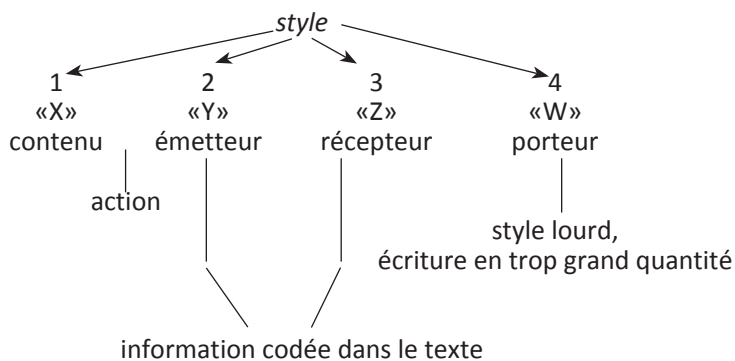 style
1 2 3 4
«X» «Y» «Z» «W»
contenu émetteur récepteur porteur
action
style lourd,
écriture en trop grand quantité
information codée dans le texte